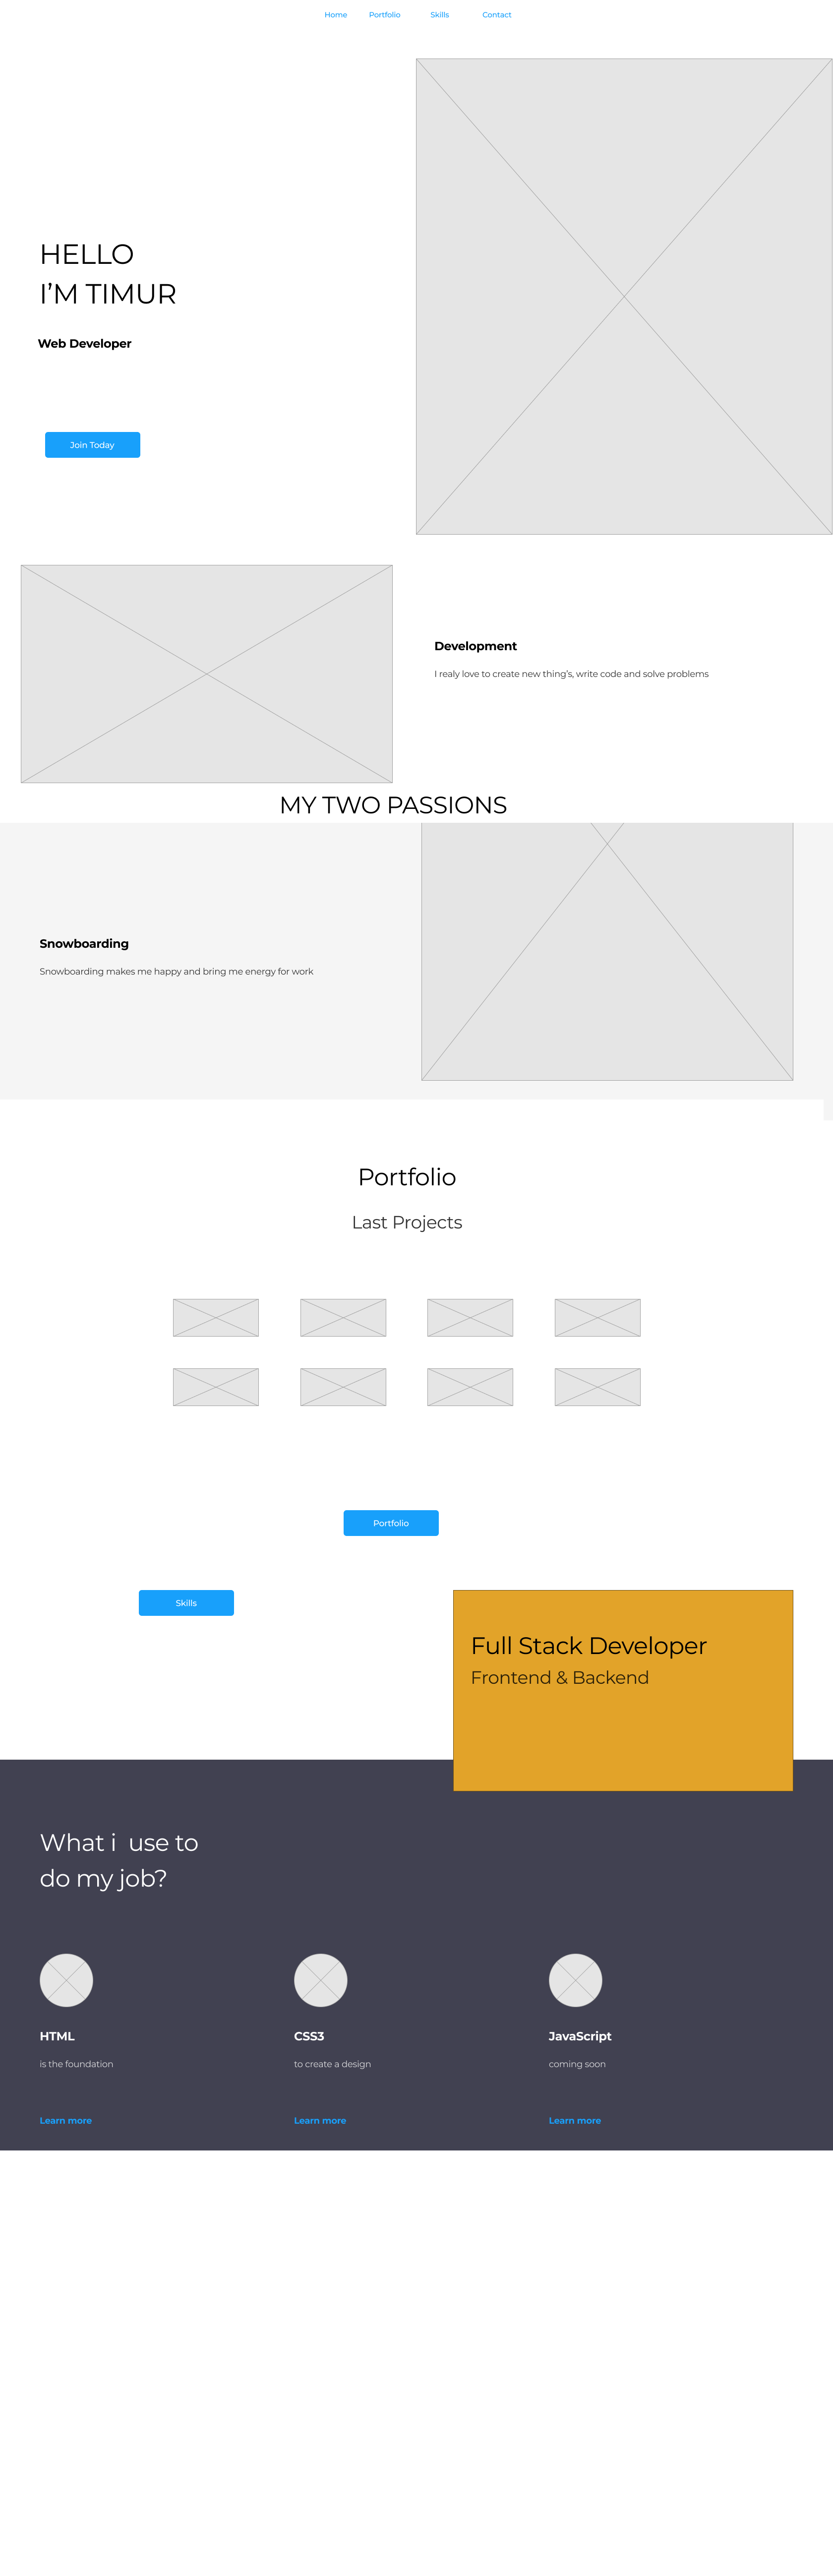 Home Portfolio Skills Contact
HELLO
I’M TIMUR
Web Developer
Join Today
Development
I realy love to create new thing’s, write code and solve problems
MY TWO PASSIONS
Snowboarding
Snowboarding makes me happy and bring me energy for work
Portfolio
Last Projects
Portfolio
Skills
Full Stack Developer
Frontend & Backend
What i  use to
do my job?
HTML
is the foundation
Learn more
CSS3
to create a design
Learn more
JavaScript
coming soon
Learn more